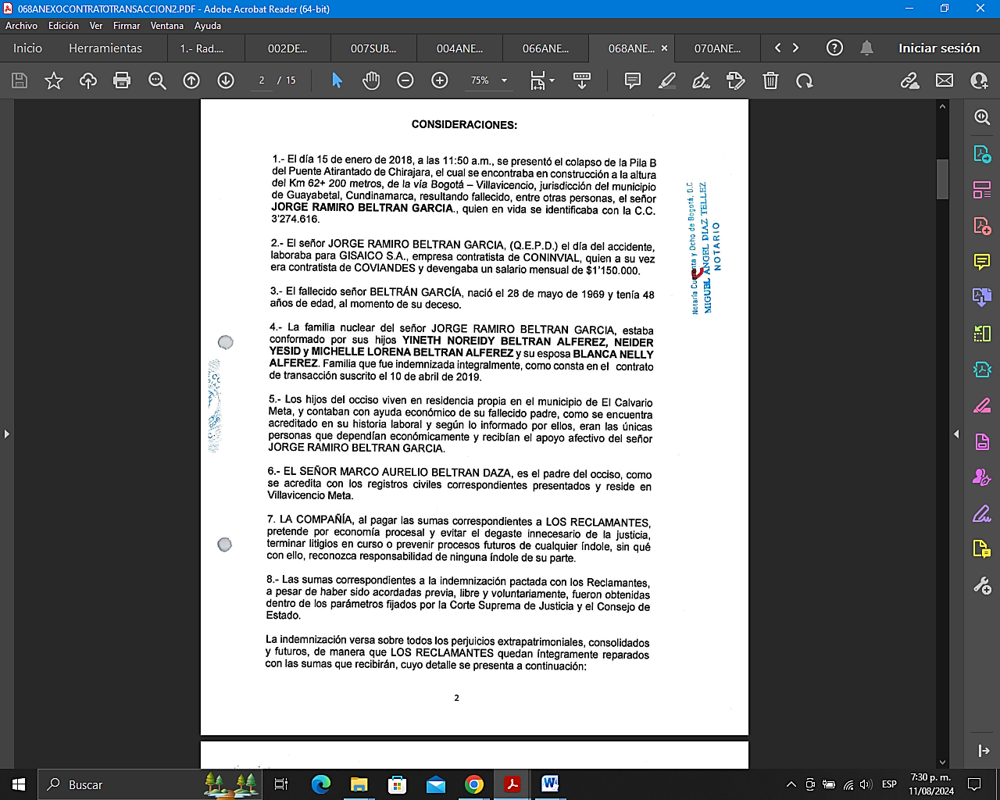 068ANEXOCONTRATOTRANSACCION2.PDF - Adobe Acrobat Reader (64-bit)
Archivo Edición Ver Firmar Ventana Ayuda
Inicio Herramientas 1.- Rad.... 002DE... 007SUB... 004ANE... 066ANE... 068ANE... 070ANE... Iniciar sesión
2 / 15 75%
CONSIDERACIONES:
1.- El día 15 de enero de 2018, a las 11:50 a.m., se presentó el colapso de la Pila B
del Puente Atirantado de Chirajara, el cual se encontraba en construcción a la altura
del Km 62+ 200 metros, de la vía Bogotá – Villavicencio, jurisdicción del municipio
de Guayabetal, Cundinamarca, resultando fallecido, entre otras personas, el señor
JORGE RAMIRO BELTRAN GARCIA., quien en vida se identificaba con la C.C.
3'274.616.
2.- El señor JORGE RAMIRO BELTRAN GARCIA, (Q.E.P.D.) el día del accidente,
laboraba para GISAICO S.A., empresa contratista de CONINVIAL, quien a su vez
era contratista de COVIANDES y devengaba un salario mensual de $1'150.000.
3.- El fallecido señor BELTRÁN GARCÍA, nació el 28 de mayo de 1969 y tenía 48
años de edad, al momento de su deceso.
4.- La familia nuclear del señor JORGE RAMIRO BELTRAN GARCIA, estaba
conformado por sus hijos YINETH NOREIDY BELTRAN ALFEREZ, NEIDER
YESID y MICHELLE LORENA BELTRAN ALFEREZ y su esposa BLANCA NELLY
ALFEREZ. Familia que fue indemnizada integralmente, como consta en el contrato
de transacción suscrito el 10 de abril de 2019.
5.- Los hijos del occiso viven en residencia propia en el municipio de El Calvario
Meta, y contaban con ayuda económico de su fallecido padre, como se encuentra
acreditado en su historia laboral y según lo informado por ellos, eran las únicas
personas que dependían económicamente y recibían el apoyo afectivo del señor
JORGE RAMIRO BELTRAN GARCIA.
6.- EL SEÑOR MARCO AURELIO BELTRAN DAZA, es el padre del occiso, como
se acredita con los registros civiles correspondientes presentados y reside en
Villavicencio Meta.
7. LA COMPAÑÍA, al pagar las sumas correspondientes a LOS RECLAMANTES,
pretende por economía procesal y evitar el degaste innecesario de la justicia,
terminar litigios en curso o prevenir procesos futuros de cualquier índole, sin qué
con ello, reconozca responsabilidad de ninguna índole de su parte.
8.- Las sumas correspondientes a la indemnización pactada con los Reclamantes,
a pesar de haber sido acordadas previa, libre y voluntariamente, fueron obtenidas
dentro de los parámetros fijados por la Corte Suprema de Justicia y el Consejo de
Estado.
La indemnización versa sobre todos los perjuicios extrapatrimoniales, consolidados
y futuros, de manera que LOS RECLAMANTES quedan íntegramente reparados
con las sumas que recibirán, cuyo detalle se presenta a continuación:
2
Notaría y Ocho de Bogotá, D.C
MIGUEL ANGEL DIAZ TELLEZ
NOTARIO
Buscar
ESP
7:30 p. m.
11/08/2024